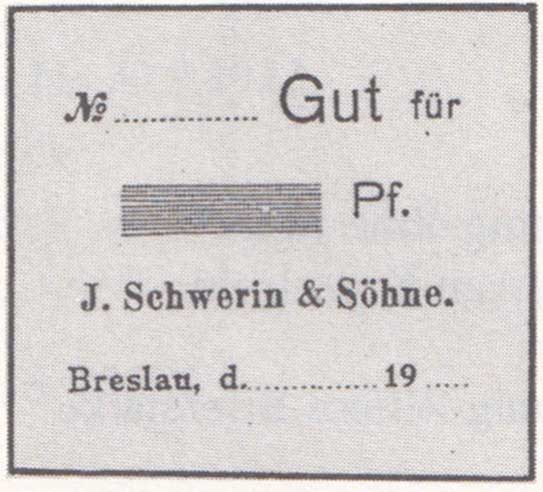 № .................. Gut für
Pf.
J. Schwerin & Söhne.
Breslau, d. ............... 19 .....